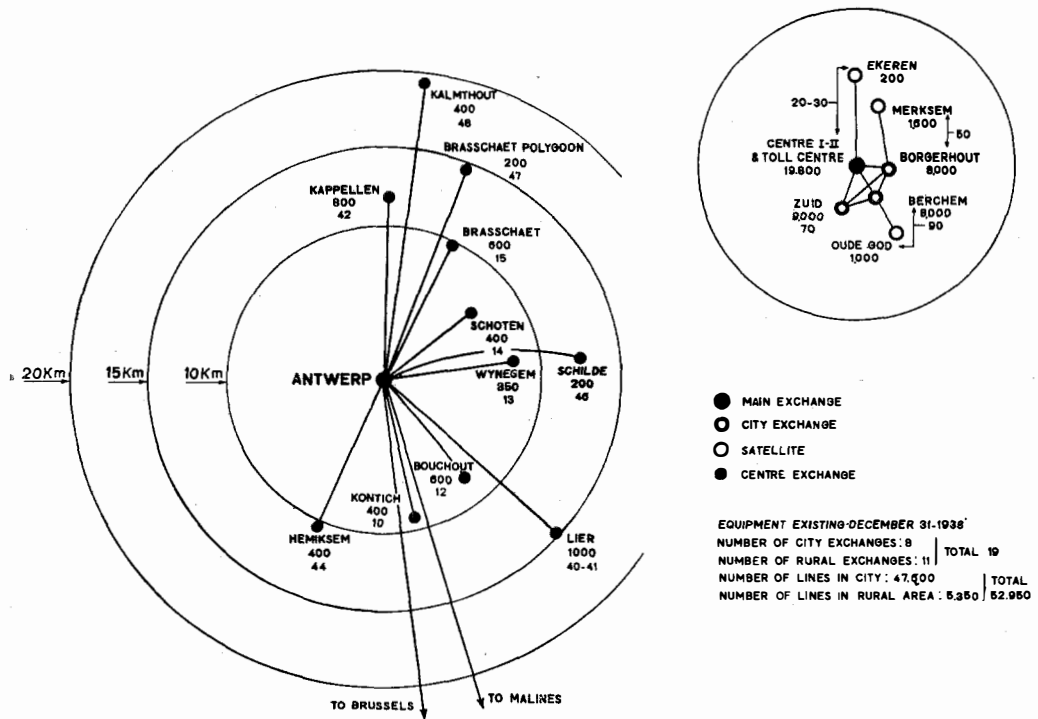 KALMTHOUT
400
48
BRASSCHAET POLYGOON
200
47
KAPPELLEN
800
42
BRASSCHAET
600
15
SCHOTEN
400
14
20Km
15Km
10Km
ANTWERP
WYNEGEM
350
13
SCHILDE
200
46
BOUCHOUT
600
12
KONTICH
400
10
HEMIKSEM
400
44
LIER
1000
40-41
TO BRUSSELS
TO MALINES
EKEREN
200
20-30
MERKSEM
1,600
50
CENTRE I-II
& TOLL CENTRE
19.800
BORGERHOUT
8,000
ZUID
9,000
70
BERCHEM
8,000
90
OUDE GOD
1,000
MAIN EXCHANGE
CITY EXCHANGE
SATELLITE
CENTRE EXCHANGE
EQUIPMENT EXISTING DECEMBER 31-1938
NUMBER OF CITY EXCHANGES: 8
NUMBER OF RURAL EXCHANGES: 11
TOTAL 19
NUMBER OF LINES IN CITY: 47.600
NUMBER OF LINES IN RURAL AREA: 5.350
TOTAL
52.950